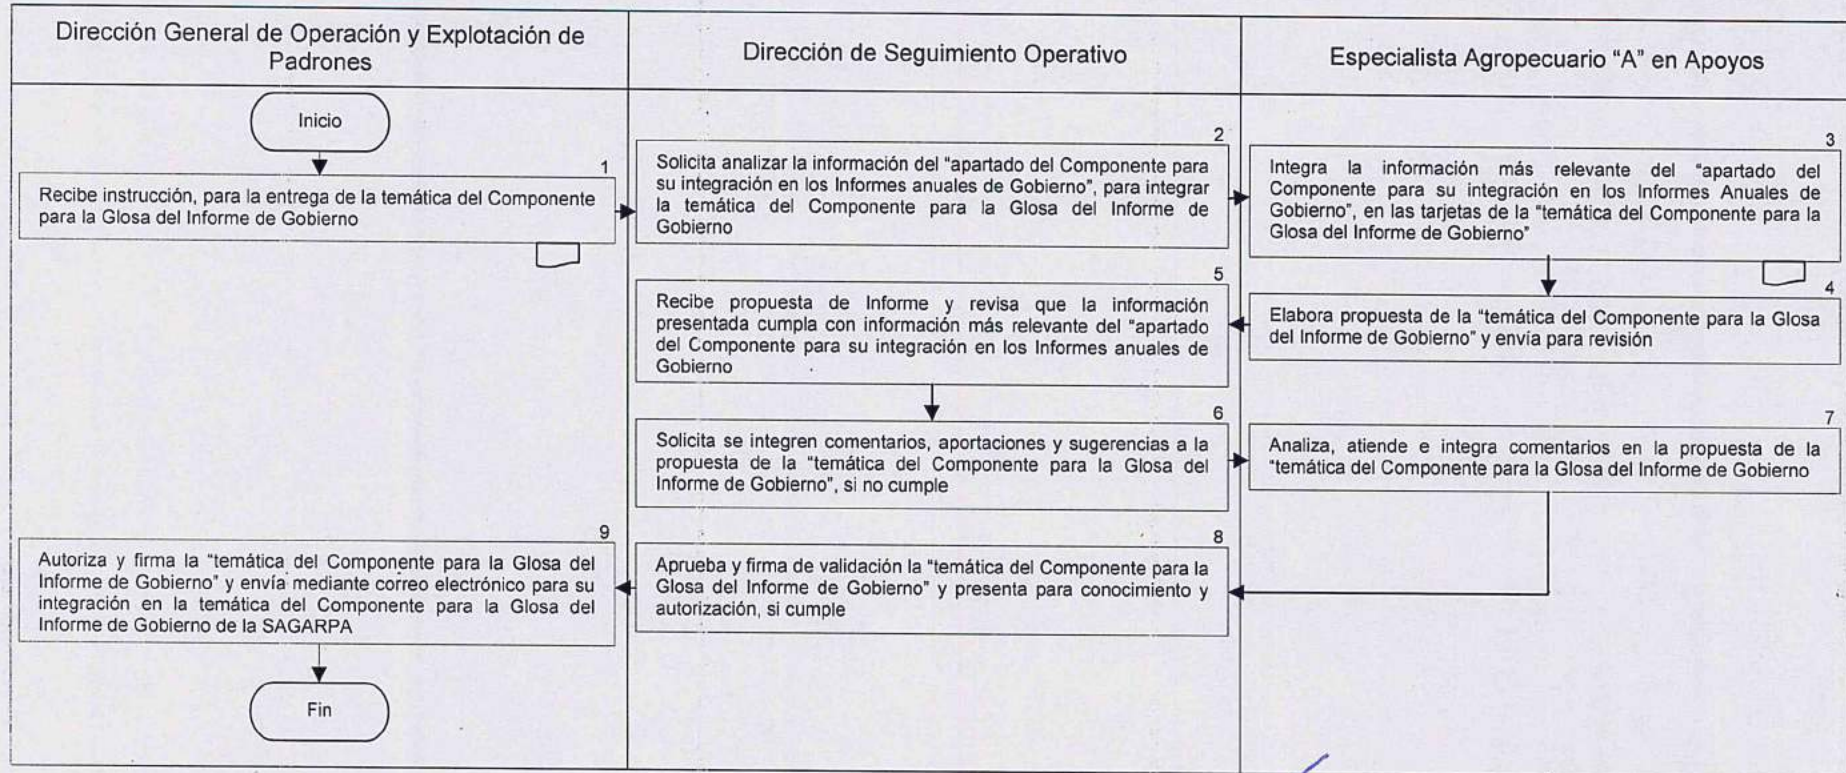 Dirección General de Operación y Explotación de
Padrones
Dirección de Seguimiento Operativo
Especialista Agropecuario “A” en Apoyos
Inicio
1
Recibe instrucción, para la entrega de la temática del Componente
para la Glosa del Informe de Gobierno
2
Solicita analizar la información del “apartado del Componente para
su integración en los Informes anuales de Gobierno”, para integrar
la temática del Componente para la Glosa del Informe de
Gobierno
3
Integra la información más relevante del “apartado del
Componente para su integración en los Informes Anuales de
Gobierno”, en las tarjetas de la “temática del Componente para la
Glosa del Informe de Gobierno”
4
Elabora propuesta de la “temática del Componente para la Glosa
del Informe de Gobierno” y envía para revisión
5
Recibe propuesta de Informe y revisa que la información
presentada cumpla con información más relevante del “apartado
del Componente para su integración en los Informes anuales de
Gobierno
6
Solicita se integren comentarios, aportaciones y sugerencias a la
propuesta de la “temática del Componente para la Glosa del
Informe de Gobierno”, si no cumple
7
Analiza, atiende e integra comentarios en la propuesta de la
“temática del Componente para la Glosa del Informe de Gobierno
8
Aprueba y firma de validación la “temática del Componente para la
Glosa del Informe de Gobierno” y presenta para conocimiento y
autorización, si cumple
9
Autoriza y firma la “temática del Componente para la Glosa del
Informe de Gobierno” y envía mediante correo electrónico para su
integración en la temática del Componente para la Glosa del
Informe de Gobierno de la SAGARPA
Fin